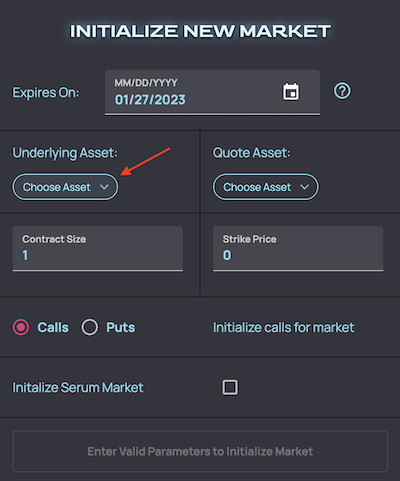 INITIALIZE NEW MARKET
Expires On:
MM/DD/YYYY
01/27/2023
Underlying Asset:
Quote Asset:
Choose Asset
Choose Asset
Contract Size
1
Strike Price
0
Calls
Puts
Initialize calls for market
Initalize Serum Market
Enter Valid Parameters to Initialize Market